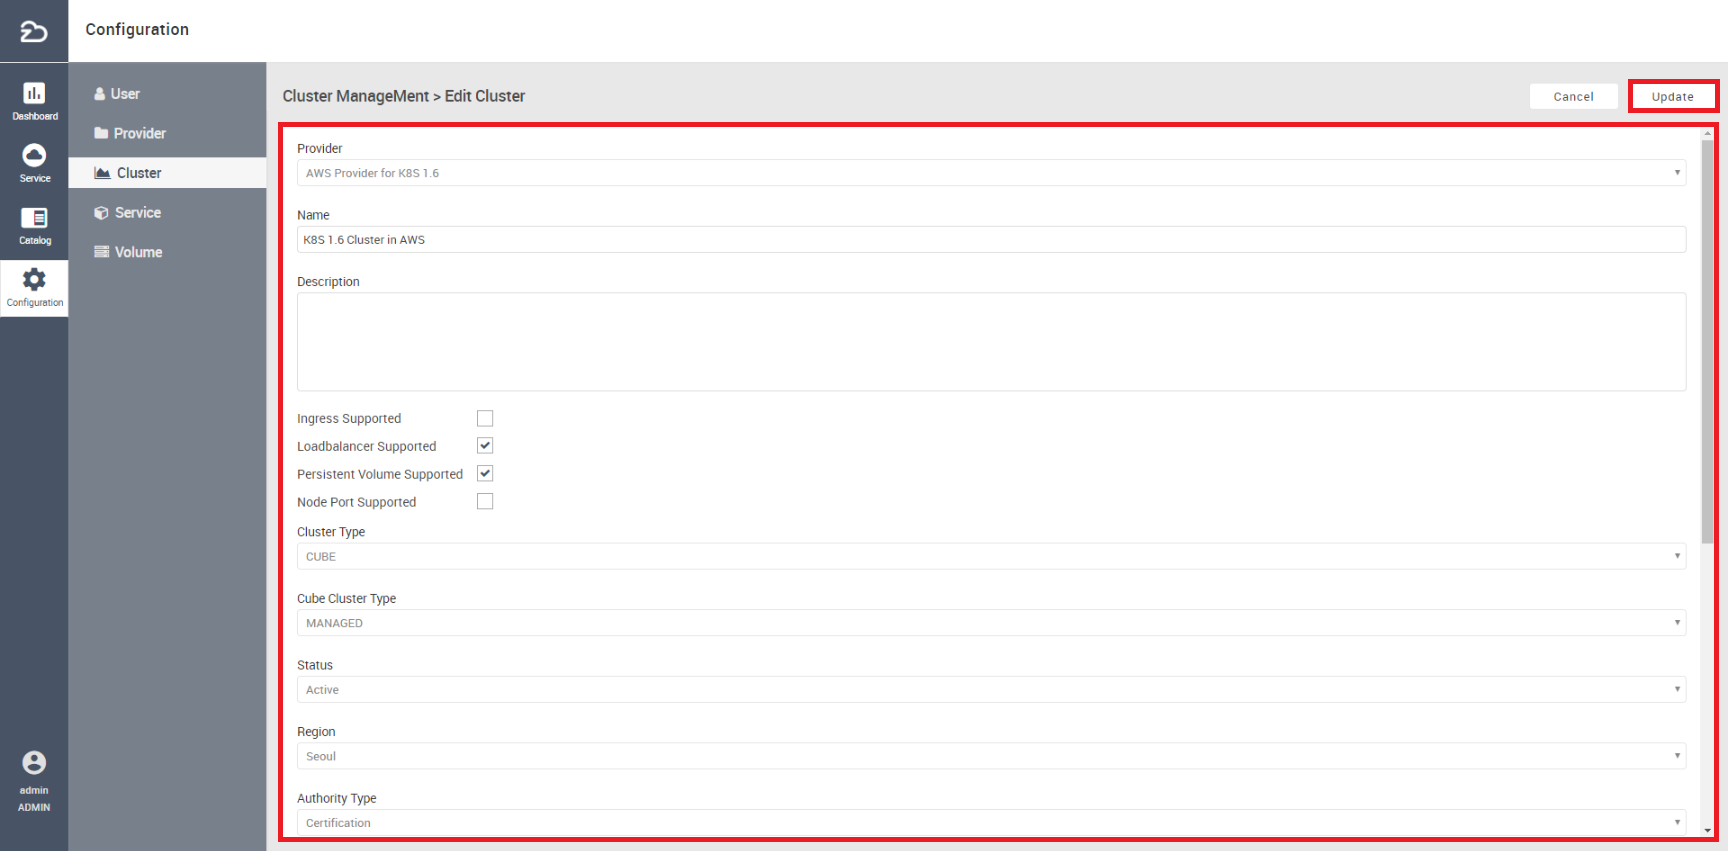 Configuration
Dashboard
Service
Catalog
Configuration
admin
ADMIN
User
Provider
Cluster
Service
Volume
Cluster ManageMent > Edit Cluster
Cancel
Update
Provider
AWS Provider for K8S 1.6
Name
K8S 1.6 Cluster in AWS
Description
Ingress Supported
Loadbalancer Supported
Persistent Volume Supported
Node Port Supported
Cluster Type
CUBE
Cube Cluster Type
MANAGED
Status
Active
Region
Seoul
Authority Type
Certification